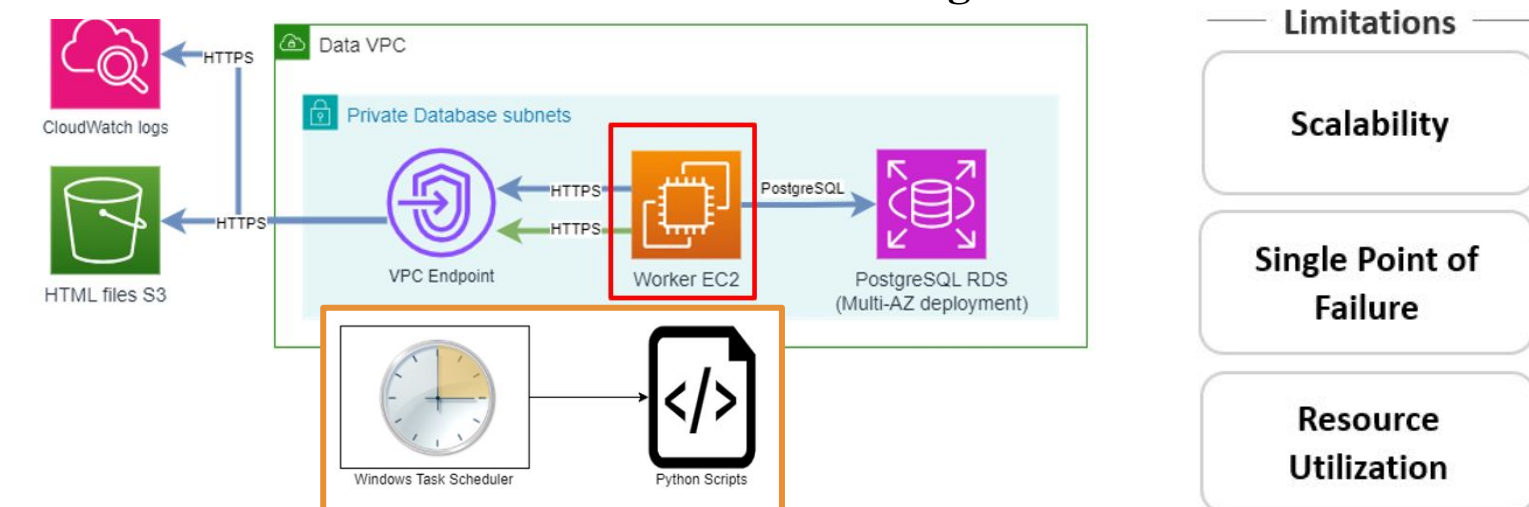 Limitations
HTTPS
Data VPC
CloudWatch logs
Private Database subnets
Scalability
HTTPS
PostgreSQL
HTTPS
HTTPS
VPC Endpoint
Worker EC2
PostgreSQL RDS
(Multi-AZ deployment)
HTML files S3
Single Point of
Failure
Windows Task Scheduler
</>
Python Scripts
Resource
Utilization